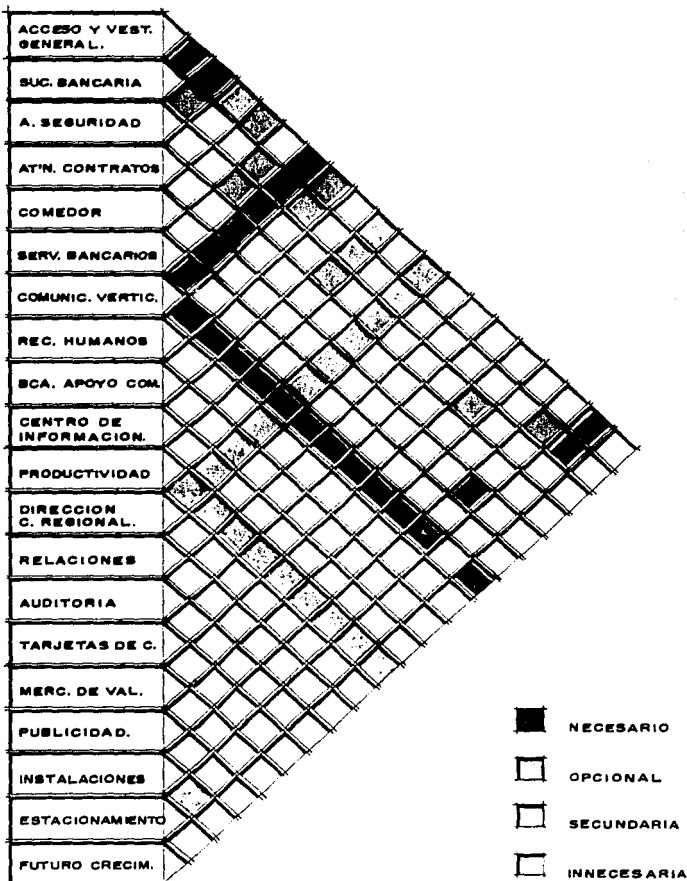 ACCESO Y VEST.
GENERAL.
SUC. BANCARIA
A. SEGURIDAD
AT'N. CONTRATOS
COMEDOR
SERV. BANCARIOS
COMUNIC. VERTIC.
REC. HUMANOS
BCA. APOYO COM.
CENTRO DE
INFORMACION.
PRODUCTIVIDAD
DIRECCION
C. REGIONAL.
RELACIONES
AUDITORIA
TARJETAS DE C.
MERC. DE VAL.
PUBLICIDAD.
INSTALACIONES
ESTACIONAMIENTO
FUTURO CRECIM.
NECESARIO
OPCIONAL
SECUNDARIA
INNECESARIA